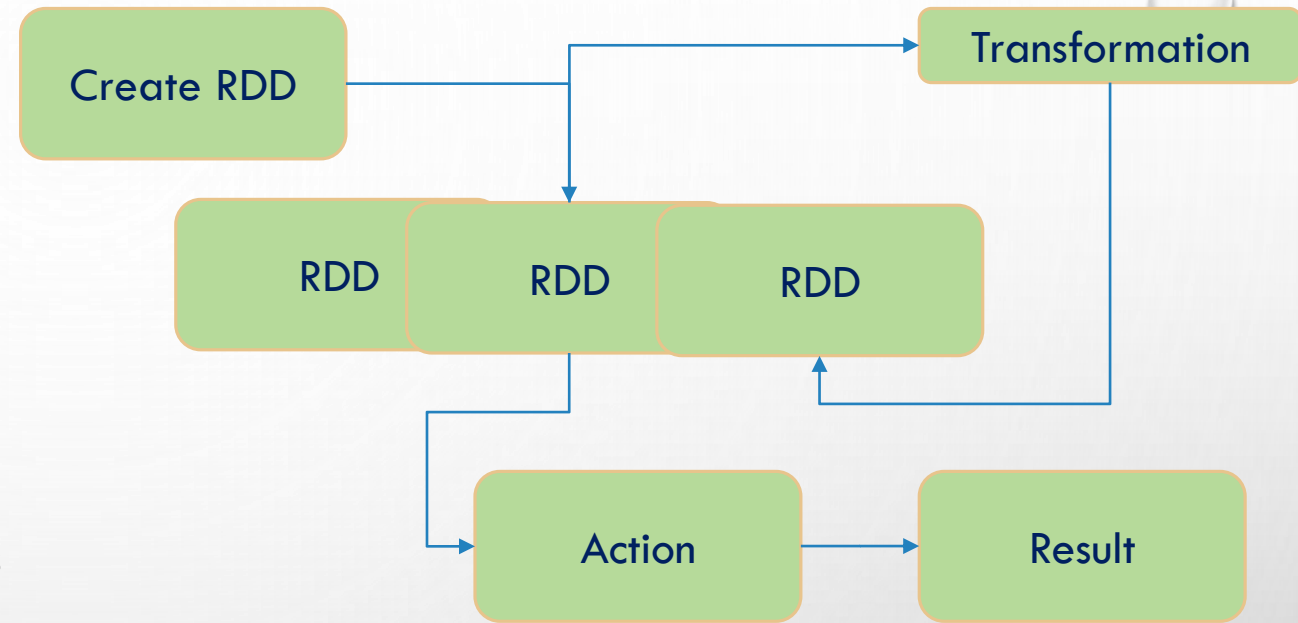 Create RDD
Transformation
RDD
RDD
RDD
Action
Result